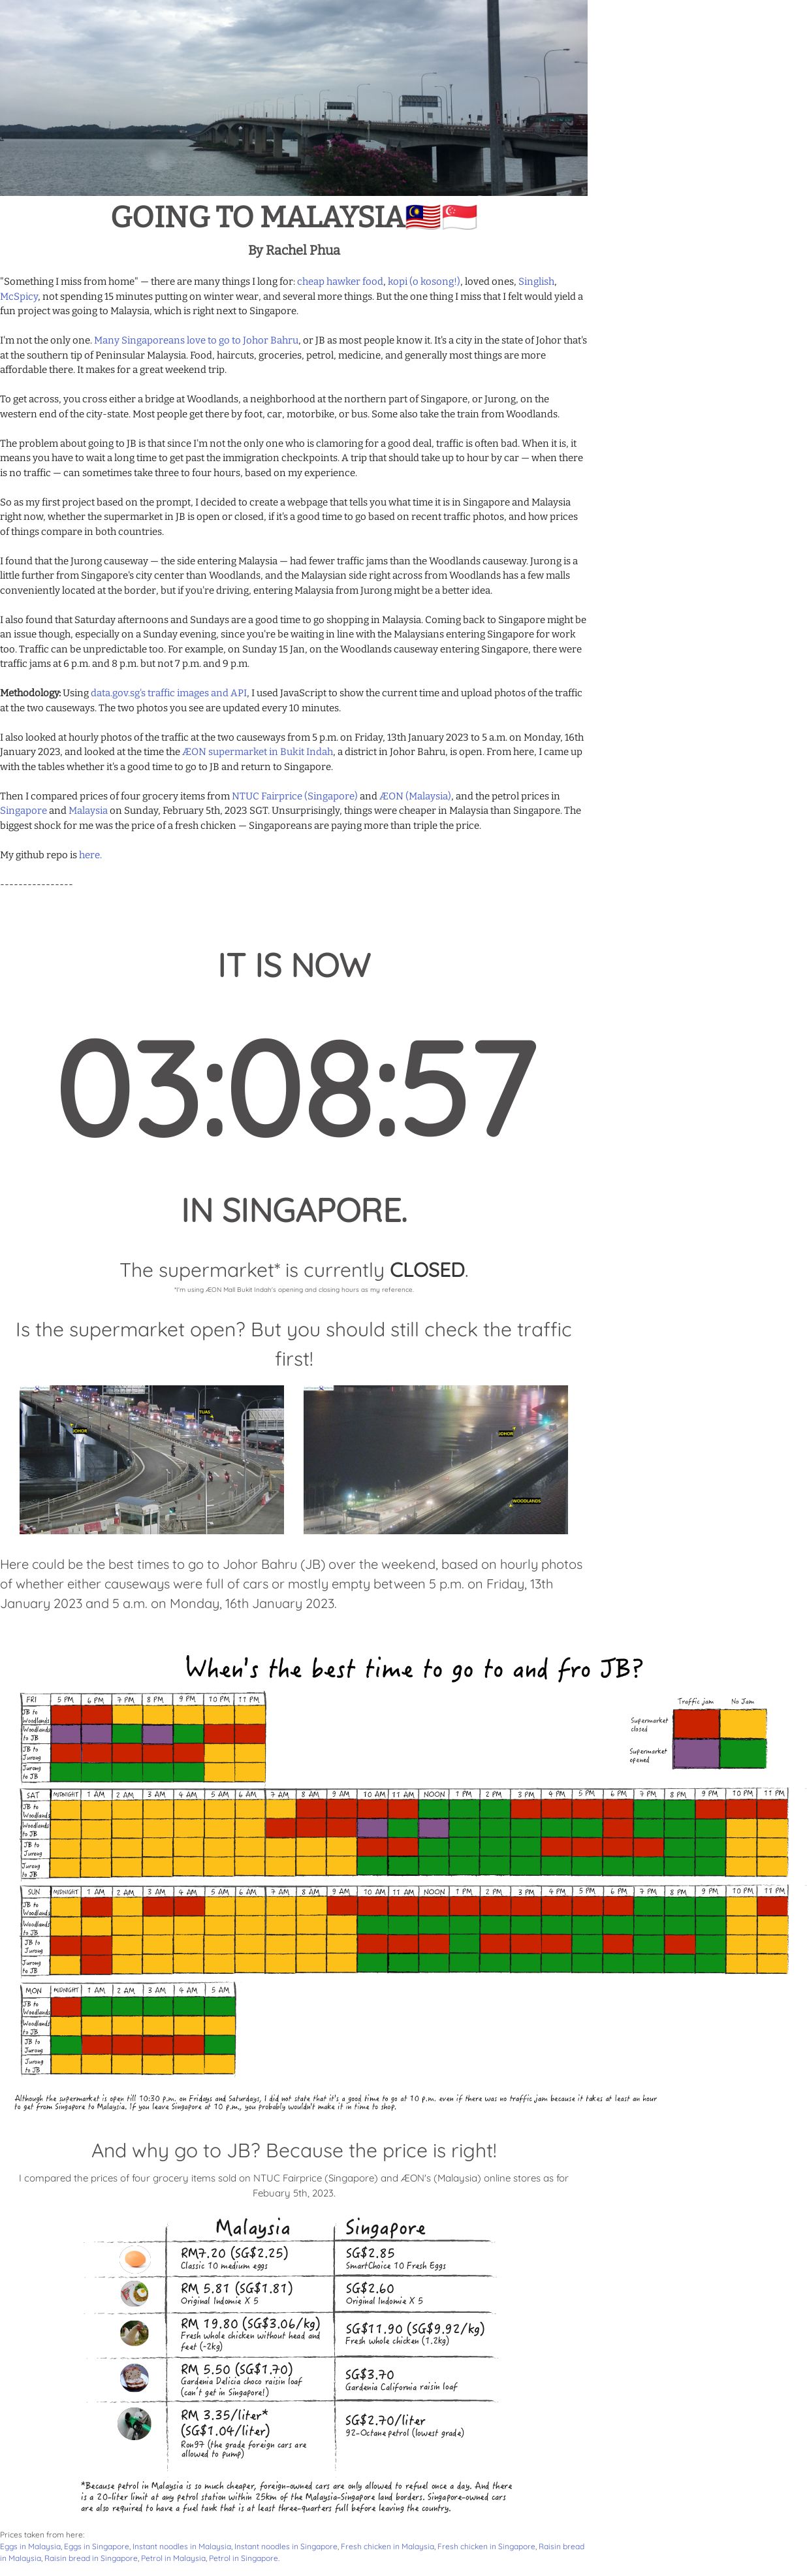 GOING TO MALAYSIA🇲🇾🇸🇬
By Rachel Phua
"Something I miss from home" — there are many things I long for: cheap hawker food, kopi (o kosong!), loved ones, Singlish,
McSpicy, not spending 15 minutes putting on winter wear, and several more things. But the one thing I miss that I felt would yield a
fun project was going to Malaysia, which is right next to Singapore.
I'm not the only one. Many Singaporeans love to go to Johor Bahru, or JB as most people know it. It's a city in the state of Johor that's
at the southern tip of Peninsular Malaysia. Food, haircuts, groceries, petrol, medicine, and generally most things are more
affordable there. It makes for a great weekend trip.
To get across, you cross either a bridge at Woodlands, a neighborhood at the northern part of Singapore, or Jurong, on the
western end of the city-state. Most people get there by foot, car, motorbike, or bus. Some also take the train from Woodlands.
The problem about going to JB is that since I'm not the only one who is clamoring for a good deal, traffic is often bad. When it is, it
means you have to wait a long time to get past the immigration checkpoints. A trip that should take up to hour by car — when there
is no traffic — can sometimes take three to four hours, based on my experience.
So as my first project based on the prompt, I decided to create a webpage that tells you what time it is in Singapore and Malaysia
right now, whether the supermarket in JB is open or closed, if it's a good time to go based on recent traffic photos, and how prices
of things compare in both countries.
I found that the Jurong causeway — the side entering Malaysia — had fewer traffic jams than the Woodlands causeway. Jurong is a
little further from Singapore's city center than Woodlands, and the Malaysian side right across from Woodlands has a few malls
conveniently located at the border, but if you're driving, entering Malaysia from Jurong might be a better idea.
I also found that Saturday afternoons and Sundays are a good time to go shopping in Malaysia. Coming back to Singapore might be
an issue though, especially on a Sunday evening, since you're be waiting in line with the Malaysians entering Singapore for work
too. Traffic can be unpredictable too. For example, on Sunday 15 Jan, on the Woodlands causeway entering Singapore, there were
traffic jams at 6 p.m. and 8 p.m. but not 7 p.m. and 9 p.m.
Methodology: Using data.gov.sg's traffic images and API, I used JavaScript to show the current time and upload photos of the traffic
at the two causeways. The two photos you see are updated every 10 minutes.
I also looked at hourly photos of the traffic at the two causeways from 5 p.m. on Friday, 13th January 2023 to 5 a.m. on Monday, 16th
January 2023, and looked at the time the ÆON supermarket in Bukit Indah, a district in Johor Bahru, is open. From here, I came up
with the tables whether it's a good time to go to JB and return to Singapore.
Then I compared prices of four grocery items from NTUC Fairprice (Singapore) and ÆON (Malaysia), and the petrol prices in
Singapore and Malaysia on Sunday, February 5th, 2023 SGT. Unsurprisingly, things were cheaper in Malaysia than Singapore. The
biggest shock for me was the price of a fresh chicken — Singaporeans are paying more than triple the price.
My github repo is here.
----------------
IT IS NOW
03:08:57
IN SINGAPORE.
The supermarket* is currently CLOSED.
*I'm using ÆON Mall Bukit Indah's opening and closing hours as my reference.
Is the supermarket open? But you should still check the traffic
first!
TUAS
JOHOR
JOHOR
WOODLANDS
Here could be the best times to go to Johor Bahru (JB) over the weekend, based on hourly photos
of whether either causeways were full of cars or mostly empty between 5 p.m. on Friday, 13th
January 2023 and 5 a.m. on Monday, 16th January 2023.
When's the best time to go to and fro JB?
Traffic jam No Jam
Supermarket
closed
Supermarket
opened
FRI 5 PM 6 PM 7 PM 8 PM 9 PM 10 PM 11 PM
JB to
Woodlands
Woodlands
to JB
JB to
Jurong
Jurong
to JB
SAT MIDNIGHT 1 AM 2 AM 3 AM 4 AM 5 AM 6 AM 7 AM 8 AM 9 AM 10 AM 11 AM NOON 1 PM 2 PM 3 PM 4 PM 5 PM 6 PM 7 PM 8 PM 9 PM 10 PM 11 PM
JB to
Woodlands
Woodlands
to JB
JB to
Jurong
Jurong
to JB
SUN MIDNIGHT 1 AM 2 AM 3 AM 4 AM 5 AM 6 AM 7 AM 8 AM 9 AM 10 AM 11 AM NOON 1 PM 2 PM 3 PM 4 PM 5 PM 6 PM 7 PM 8 PM 9 PM 10 PM 11 PM
JB to
Woodlands
Woodlands
to JB
JB to
Jurong
Jurong
to JB
MON MIDNIGHT 1 AM 2 AM 3 AM 4 AM 5 AM
JB to
Woodlands
Woodlands
to JB
JB to
Jurong
Jurong
to JB
Although the supermarket is open till 10:30 p.m. on Fridays and Saturdays, I did not state that it's a good time to go at 10 p.m. even if there was no traffic jam because it takes at least an hour
to get from Singapore to Malaysia. If you leave Singapore at 10 p.m., you probably wouldn't make it in time to shop.
And why go to JB? Because the price is right!
I compared the prices of four grocery items sold on NTUC Fairprice (Singapore) and ÆON's (Malaysia) online stores as for
Febuary 5th, 2023.
Malaysia Singapore
RM7.20 (SG$2.25) SG$2.85
Classic 10 medium eggs SmartChoice 10 Fresh Eggs
RM 5.81 (SG$1.81) SG$2.60
Original Indomie X 5 Original Indomie X 5
RM 19.80 (SG$3.06/kg) SG$11.90 (SG$9.92/kg)
Fresh whole chicken without head and Fresh whole chicken (1.2kg)
feet (~2kg)
RM 5.50 (SG$1.70) SG$3.70
Gardenia Delicia choco raisin loaf Gardenia California raisin loaf
(can't get in Singapore!)
RM 3.35/liter* SG$2.70/liter
(SG$1.04/liter) 92-Octane petrol (lowest grade)
Ron97 (the grade foreign cars are
allowed to pump)
*Because petrol in Malaysia is so much cheaper, foreign-owned cars are only allowed to refuel once a day. And there
is a 20-liter limit at any petrol station within 25km of the Malaysia-Singapore land borders. Singapore-owned cars
are also required to have a fuel tank that is at least three-quarters full before leaving the country.
Prices taken from here:
Eggs in Malaysia, Eggs in Singapore, Instant noodles in Malaysia, Instant noodles in Singapore, Fresh chicken in Malaysia, Fresh chicken in Singapore, Raisin bread
in Malaysia, Raisin bread in Singapore, Petrol in Malaysia, Petrol in Singapore.